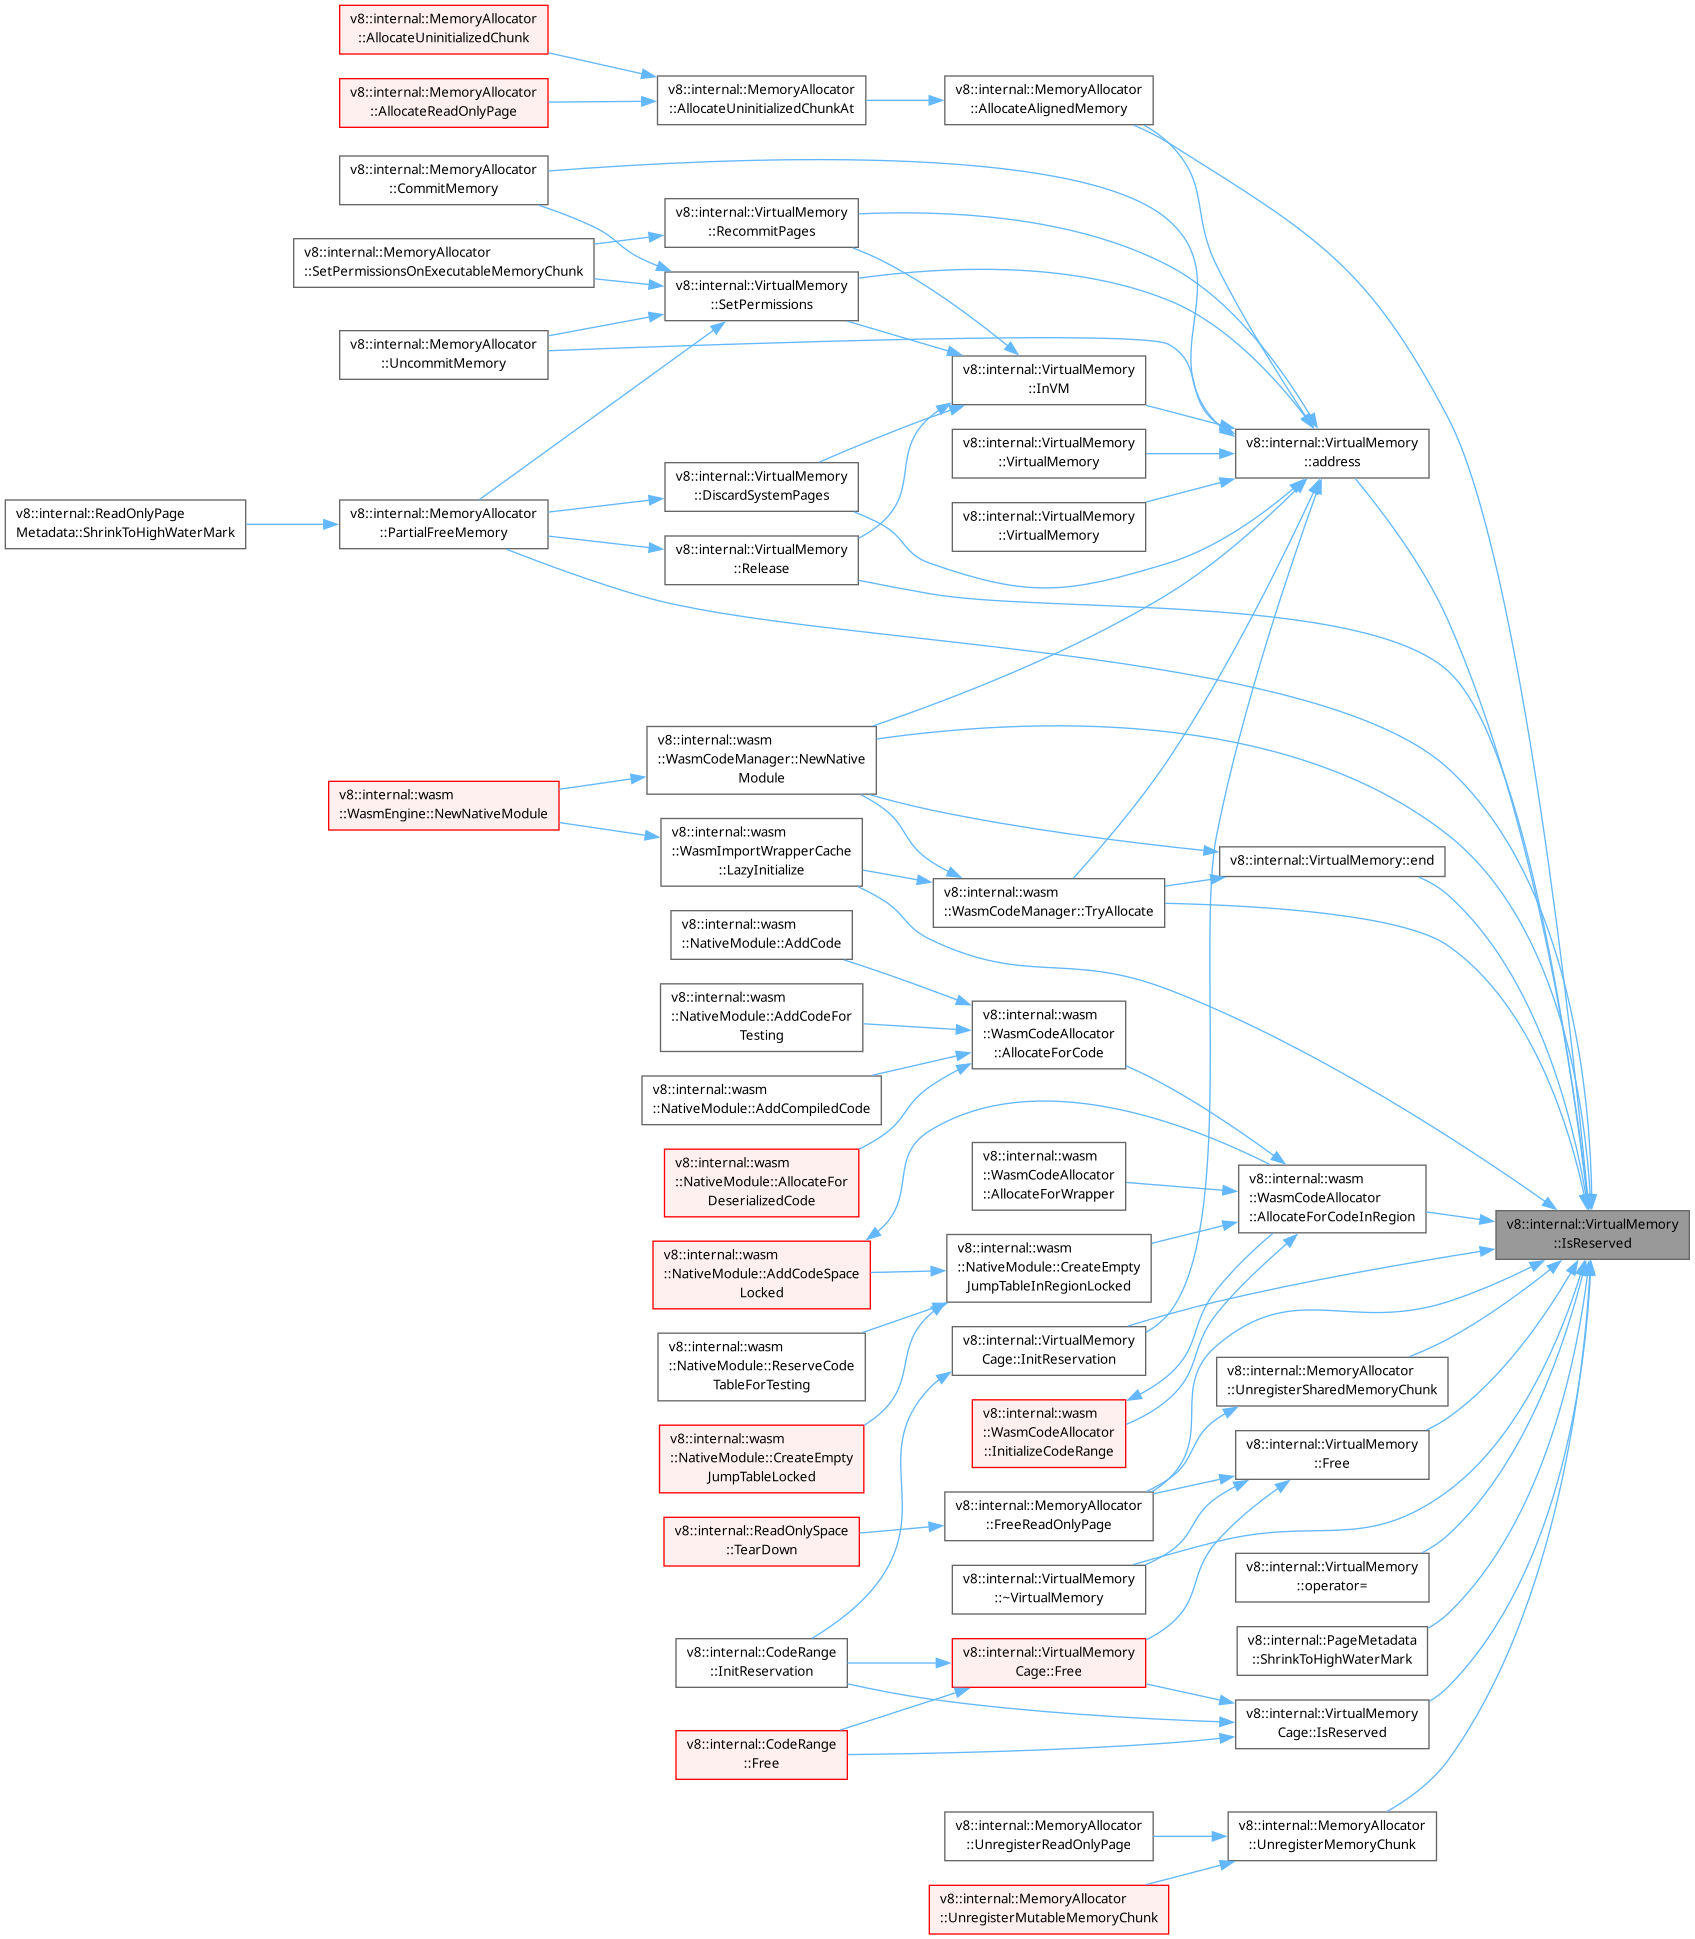 v8::internal::MemoryAllocator
::AllocateUninitializedChunk
v8::internal::MemoryAllocator
::AllocateReadOnlyPage
v8::internal::MemoryAllocator
::AllocateUninitializedChunkAt
v8::internal::MemoryAllocator
::AllocateAlignedMemory
v8::internal::MemoryAllocator
::CommitMemory
v8::internal::VirtualMemory
::RecommitPages
v8::internal::MemoryAllocator
::SetPermissionsOnExecutableMemoryChunk
v8::internal::VirtualMemory
::SetPermissions
v8::internal::MemoryAllocator
::UncommitMemory
v8::internal::VirtualMemory
::InVM
v8::internal::VirtualMemory
::VirtualMemory
v8::internal::VirtualMemory
::address
v8::internal::VirtualMemory
::DiscardSystemPages
v8::internal::VirtualMemory
::VirtualMemory
v8::internal::ReadOnlyPage
Metadata::ShrinkToHighWaterMark
v8::internal::MemoryAllocator
::PartialFreeMemory
v8::internal::VirtualMemory
::Release
v8::internal::wasm
::WasmCodeManager::NewNative
Module
v8::internal::wasm
::WasmEngine::NewNativeModule
v8::internal::wasm
::WasmImportWrapperCache
::LazyInitialize
v8::internal::VirtualMemory::end
v8::internal::wasm
::WasmCodeManager::TryAllocate
v8::internal::wasm
::NativeModule::AddCode
v8::internal::wasm
::NativeModule::AddCodeFor
Testing
v8::internal::wasm
::WasmCodeAllocator
::AllocateForCode
v8::internal::wasm
::NativeModule::AddCompiledCode
v8::internal::wasm
::NativeModule::AllocateFor
DeserializedCode
v8::internal::wasm
::WasmCodeAllocator
::AllocateForWrapper
v8::internal::wasm
::WasmCodeAllocator
::AllocateForCodeInRegion
v8::internal::VirtualMemory
::IsReserved
v8::internal::wasm
::NativeModule::AddCodeSpace
Locked
v8::internal::wasm
::NativeModule::CreateEmpty
JumpTableInRegionLocked
v8::internal::wasm
::NativeModule::ReserveCode
TableForTesting
v8::internal::VirtualMemory
Cage::InitReservation
v8::internal::MemoryAllocator
::UnregisterSharedMemoryChunk
v8::internal::wasm
::NativeModule::CreateEmpty
JumpTableLocked
v8::internal::wasm
::WasmCodeAllocator
::InitializeCodeRange
v8::internal::VirtualMemory
::Free
v8::internal::ReadOnlySpace
::TearDown
v8::internal::MemoryAllocator
::FreeReadOnlyPage
v8::internal::VirtualMemory
::~VirtualMemory
v8::internal::VirtualMemory
::operator=
v8::internal::CodeRange
::InitReservation
v8::internal::VirtualMemory
Cage::Free
v8::internal::PageMetadata
::ShrinkToHighWaterMark
v8::internal::CodeRange
::Free
v8::internal::VirtualMemory
Cage::IsReserved
v8::internal::MemoryAllocator
::UnregisterReadOnlyPage
v8::internal::MemoryAllocator
::UnregisterMemoryChunk
v8::internal::MemoryAllocator
::UnregisterMutableMemoryChunk